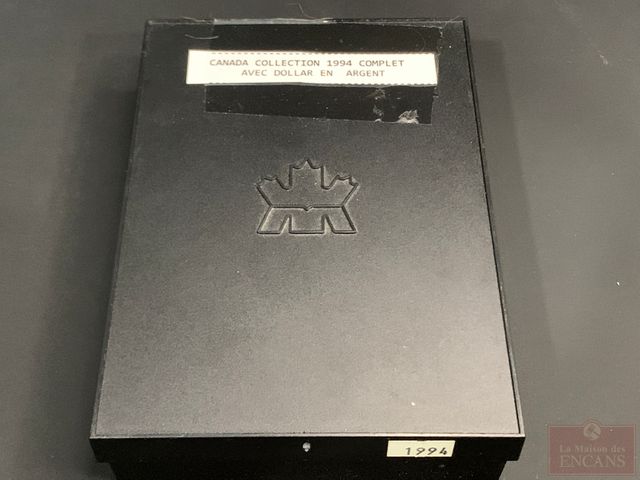 CANADA COLLECTION 1994 COMPLET
AVEC DOLLAR EN ARGENT
1994
La Maison des
ENCANS